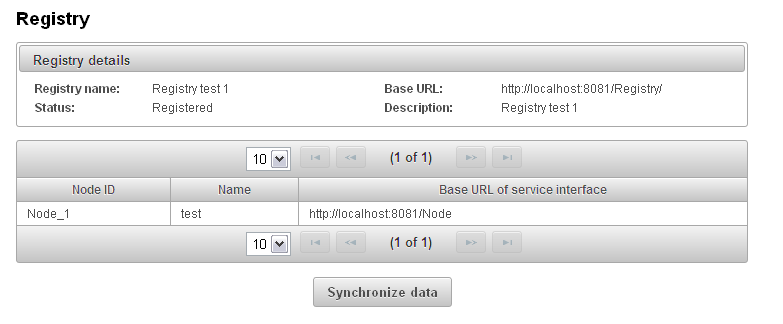 Registry
Registry details
Registry name: Registry test 1 Base URL: http://localhost:8081/Registry/
Status: Registered Description: Registry test 1
10 (1 of 1)
Node ID Name Base URL of service interface
Node_1 test http://localhost:8081/Node
10 (1 of 1)
Synchronize data